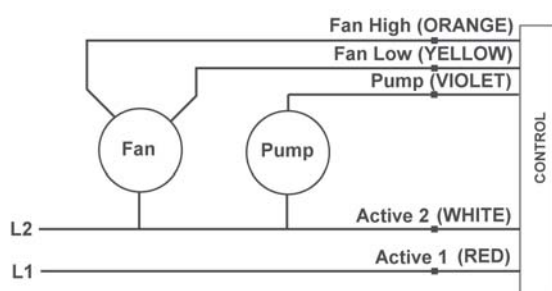 Fan High (ORANGE)
Fan Low (YELLOW)
Pump (VIOLET)
Fan
Pump
CONTROL
Active 2 (WHITE)
L2
Active 1 (RED)
L1